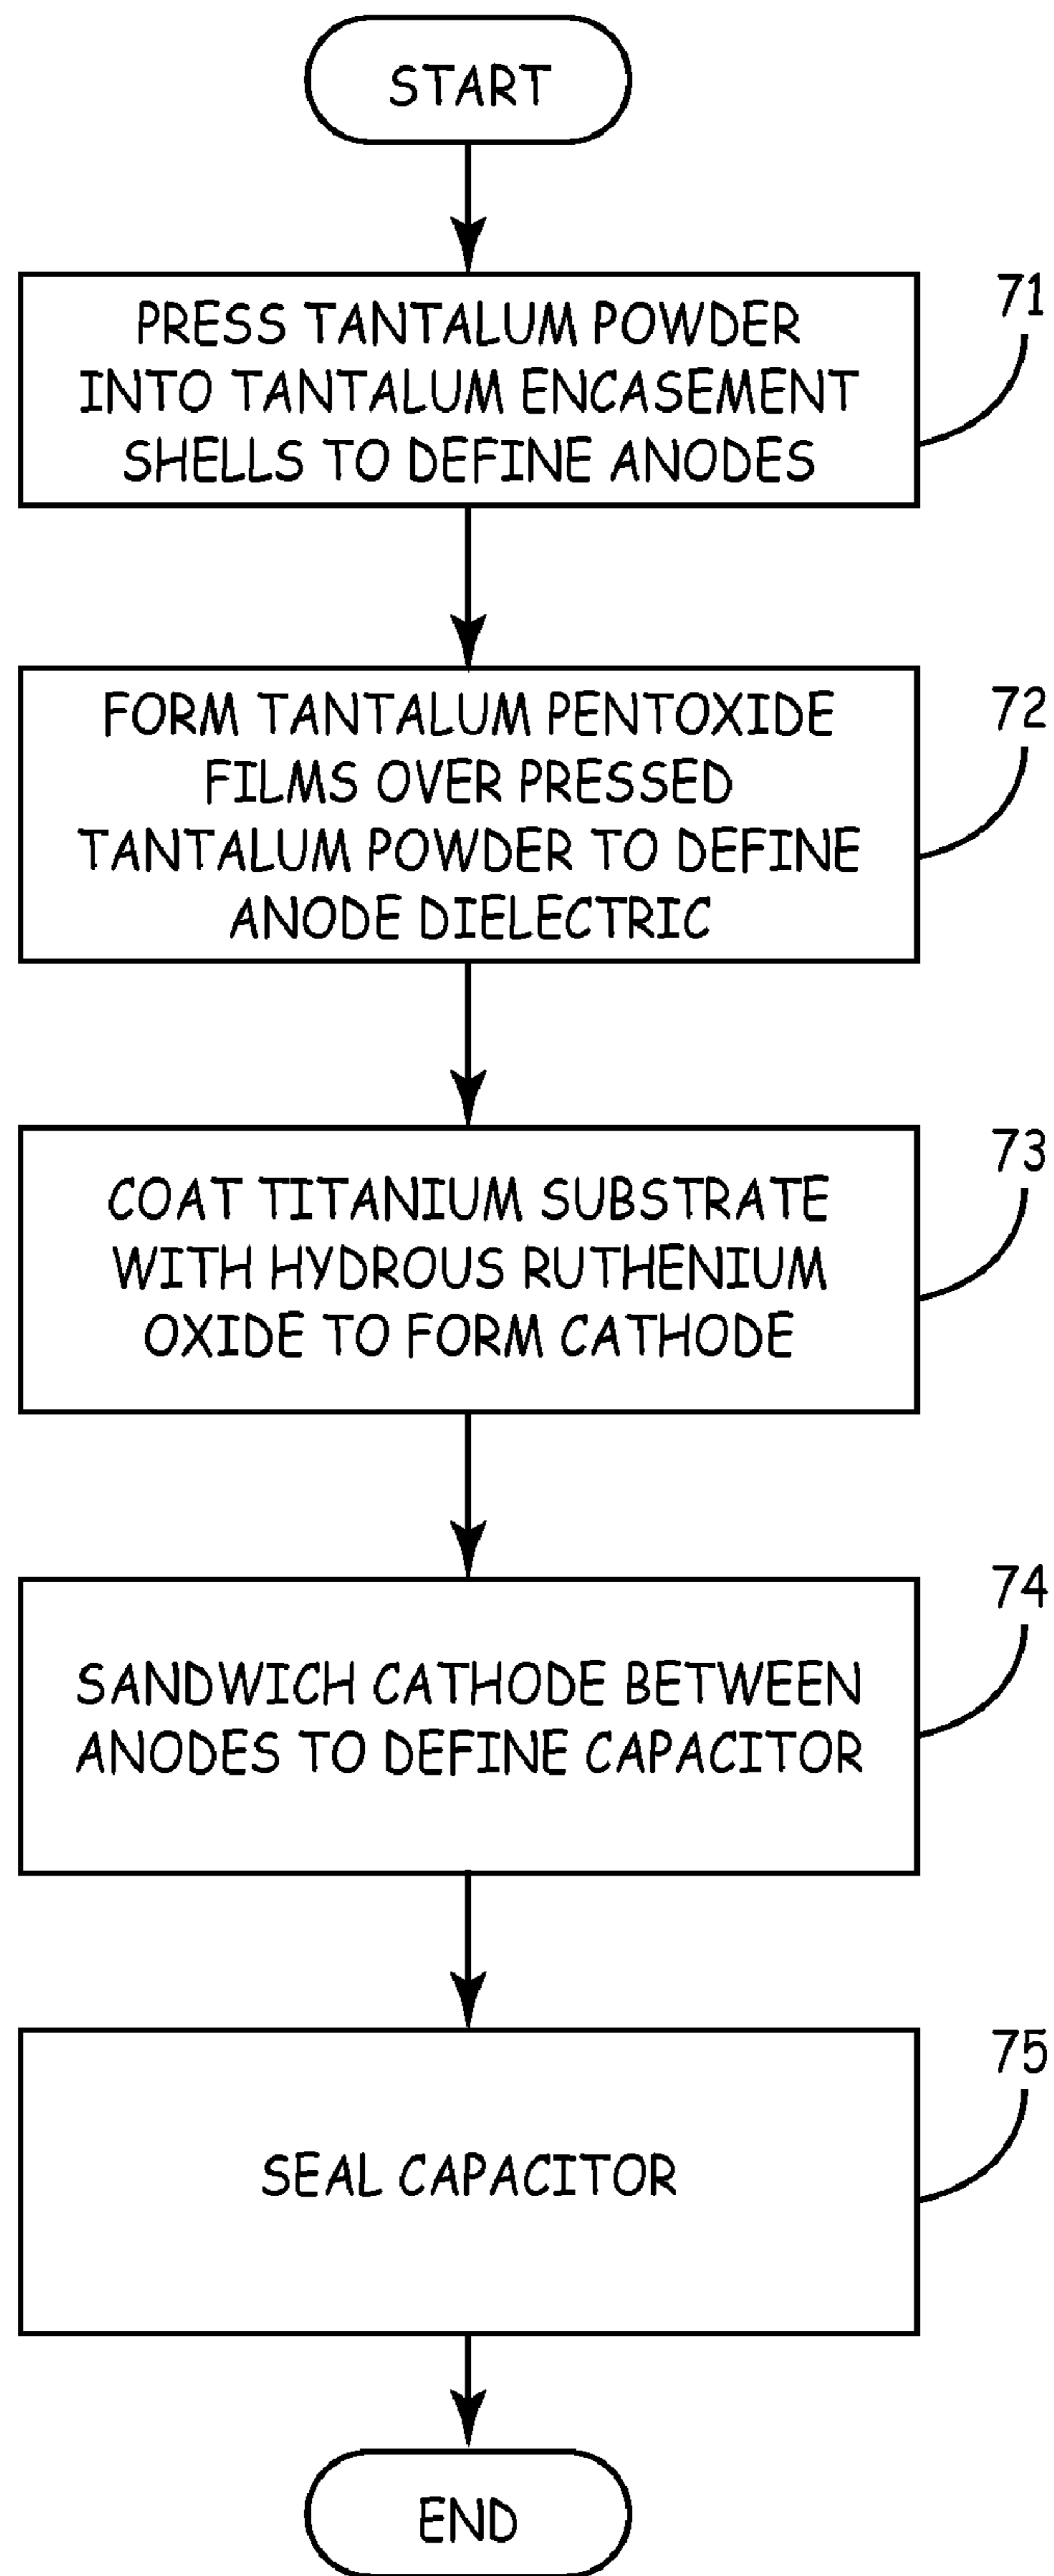 START
71
PRESS TANTALUM POWDER
INTO TANTALUM ENCASEMENT
SHELLS TO DEFINE ANODES
72
FORM TANTALUM PENTOXIDE
FILMS OVER PRESSED
TANTALUM POWDER TO DEFINE
ANODE DIELECTRIC
73
COAT TITANIUM SUBSTRATE
WITH HYDROUS RUTHENIUM
OXIDE TO FORM CATHODE
74
SANDWICH CATHODE BETWEEN
ANODES TO DEFINE CAPACITOR
75
SEAL CAPACITOR
END